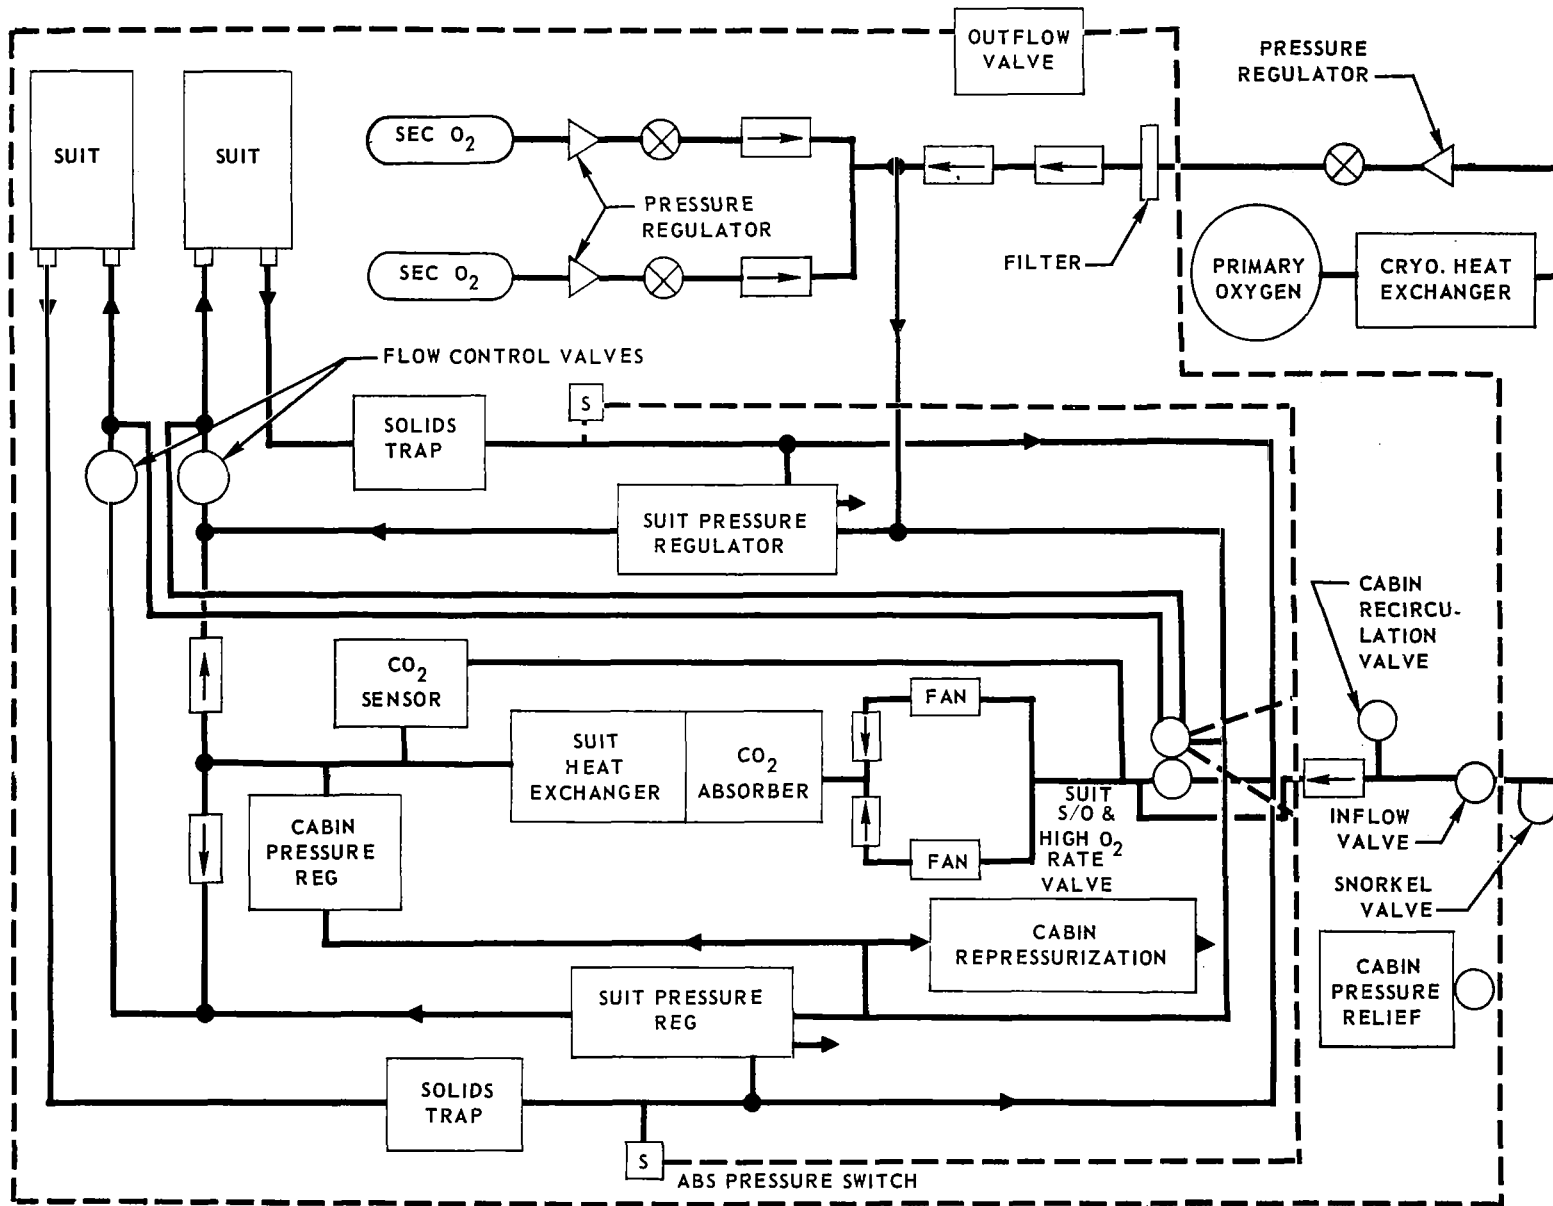 OUTFLOW
VALVE
PRESSURE
REGULATOR
SUIT
SUIT
SEC O2
PRESSURE
REGULATOR
SEC O2
FILTER
PRIMARY
OXYGEN
CRYO. HEAT
EXCHANGER
FLOW CONTROL VALVES
SOLIDS
TRAP
S
SUIT PRESSURE
REGULATOR
CABIN
RECIRCU-
LATION
VALVE
CO2
SENSOR
FAN
SUIT
HEAT
EXCHANGER
CO2
ABSORBER
SUIT
S/O &
HIGH O2
RATE
VALVE
CABIN
PRESSURE
REG
FAN
INFLOW
VALVE
SNORKEL
VALVE
CABIN
REPRESSURIZATION
CABIN
PRESSURE
RELIEF
SUIT PRESSURE
REG
SOLIDS
TRAP
S
ABS PRESSURE SWITCH